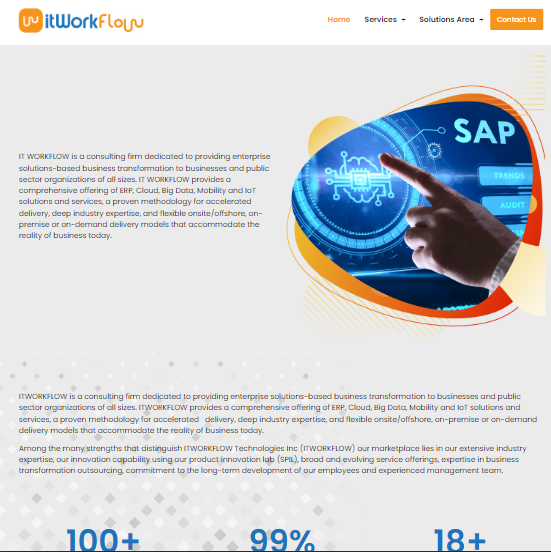 itWorkFlow
Home Services Solutions Area Contact Us
IT WORKFLOW is a consulting firm dedicated to providing enterprise
solutions-based business transformation to businesses and public
sector organizations of all sizes. IT WORKFLOW provides a
comprehensive offering of ERP, Cloud, Big Data, Mobility and IoT
solutions and services, a proven methodology for accelerated
delivery, deep industry expertise, and flexible onsite/offshore, on-
premise or on-demand delivery models that accommodate the
reality of business today.
SAP
TRENDS
AUDIT
ITWORKFLOW is a consulting firm dedicated to providing enterprise solutions-based business transformation to businesses and public
sector organizations of all sizes. ITWORKFLOW provides a comprehensive offering of ERP, Cloud, Big Data, Mobility and IoT solutions and
services, a proven methodology for accelerated delivery, deep industry expertise, and flexible onsite/offshore, on-premise or on-demand
delivery models that accommodate the reality of business today.
Among the many strengths that distinguish ITWORKFLOW Technologies Inc (ITWORKFLOW) our marketplace lies in our extensive industry
expertise, our innovation capability using our product innovation lab (SPIL), broad and evolving service offerings, expertise in business
transformation outsourcing, commitment to the long-term development of our employees and experienced management team.
100+ 99% 18+